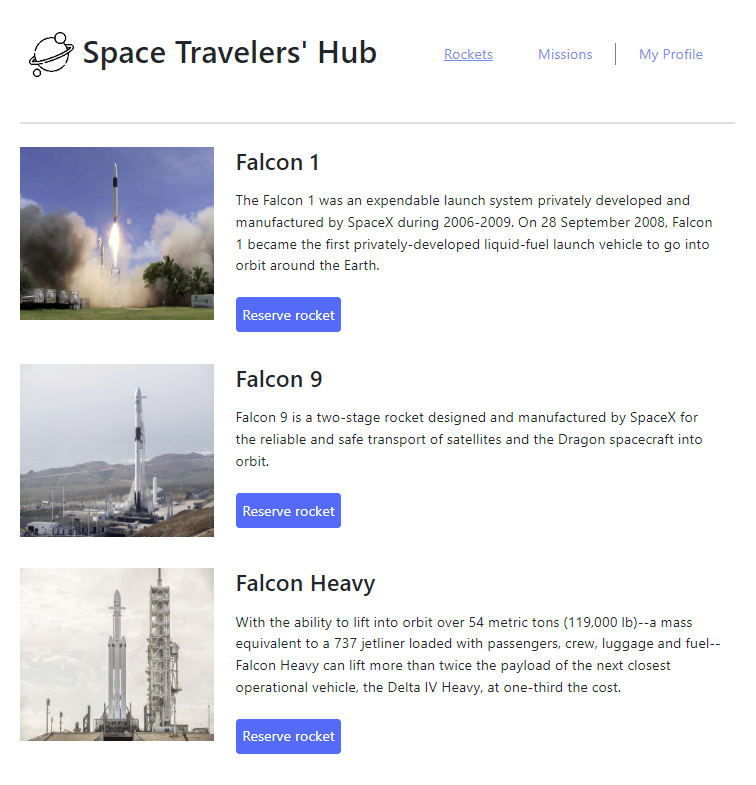 Space Travelers' Hub
Rockets
Missions
My Profile
Falcon 1
The Falcon 1 was an expendable launch system privately developed and
manufactured by SpaceX during 2006-2009. On 28 September 2008, Falcon
1 became the first privately-developed liquid-fuel launch vehicle to go into
orbit around the Earth.
Reserve rocket
Falcon 9
Falcon 9 is a two-stage rocket designed and manufactured by SpaceX for
the reliable and safe transport of satellites and the Dragon spacecraft into
orbit.
Reserve rocket
Falcon Heavy
With the ability to lift into orbit over 54 metric tons (119,000 lb)--a mass
equivalent to a 737 jetliner loaded with passengers, crew, luggage and fuel--
Falcon Heavy can lift more than twice the payload of the next closest
operational vehicle, the Delta IV Heavy, at one-third the cost.
Reserve rocket